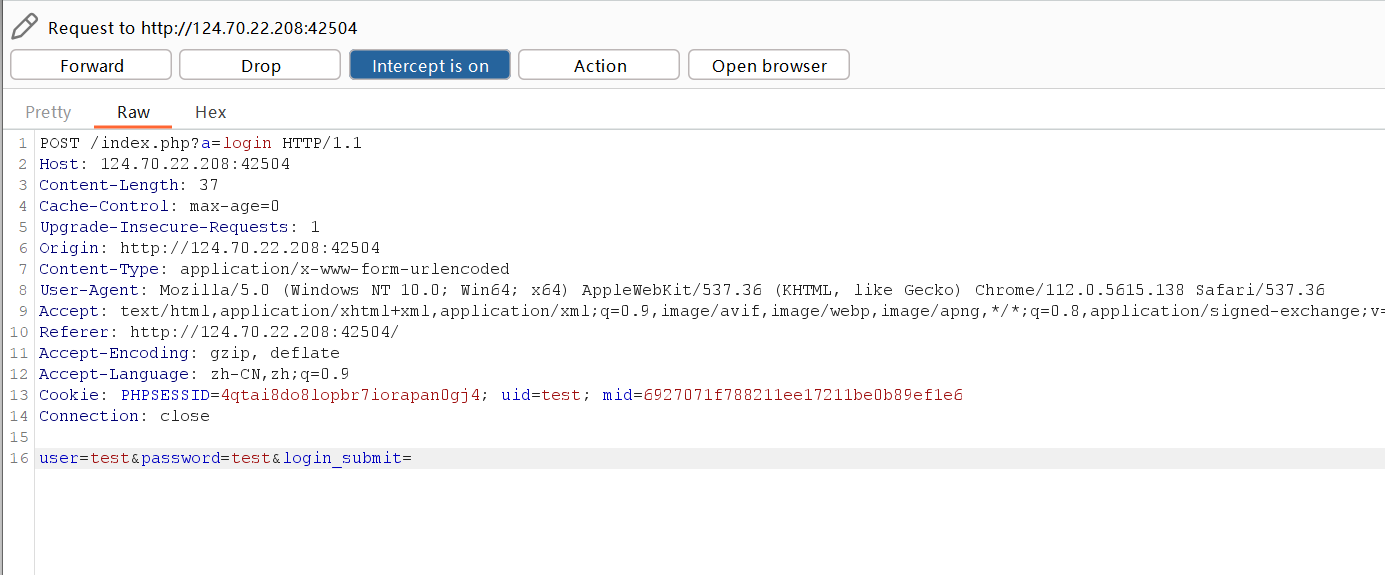 Request to http://124.70.22.208:42504
Forward Drop Intercept is on Action Open browser
Pretty Raw Hex
1 POST /index.php?a=login HTTP/1.1
2 Host: 124.70.22.208:42504
3 Content-Length: 37
4 Cache-Control: max-age=0
5 Upgrade-Insecure-Requests: 1
6 Origin: http://124.70.22.208:42504
7 Content-Type: application/x-www-form-urlencoded
8 User-Agent: Mozilla/5.0 (Windows NT 10.0; Win64; x64) AppleWebKit/537.36 (KHTML, like Gecko) Chrome/112.0.5615.138 Safari/537.36
9 Accept: text/html,application/xhtml+xml,application/xml;q=0.9,image/avif,image/webp,image/apng,*/*;q=0.8,application/signed-exchange;v=
10 Referer: http://124.70.22.208:42504/
11 Accept-Encoding: gzip, deflate
12 Accept-Language: zh-CN,zh;q=0.9
13 Cookie: PHPSESSID=4qtai8do8lopbr7iorapan0gj4; uid=test; mid=6927071f788211ee17211be0b89ef1e6
14 Connection: close
15
16 user=test&password=test&login_submit=